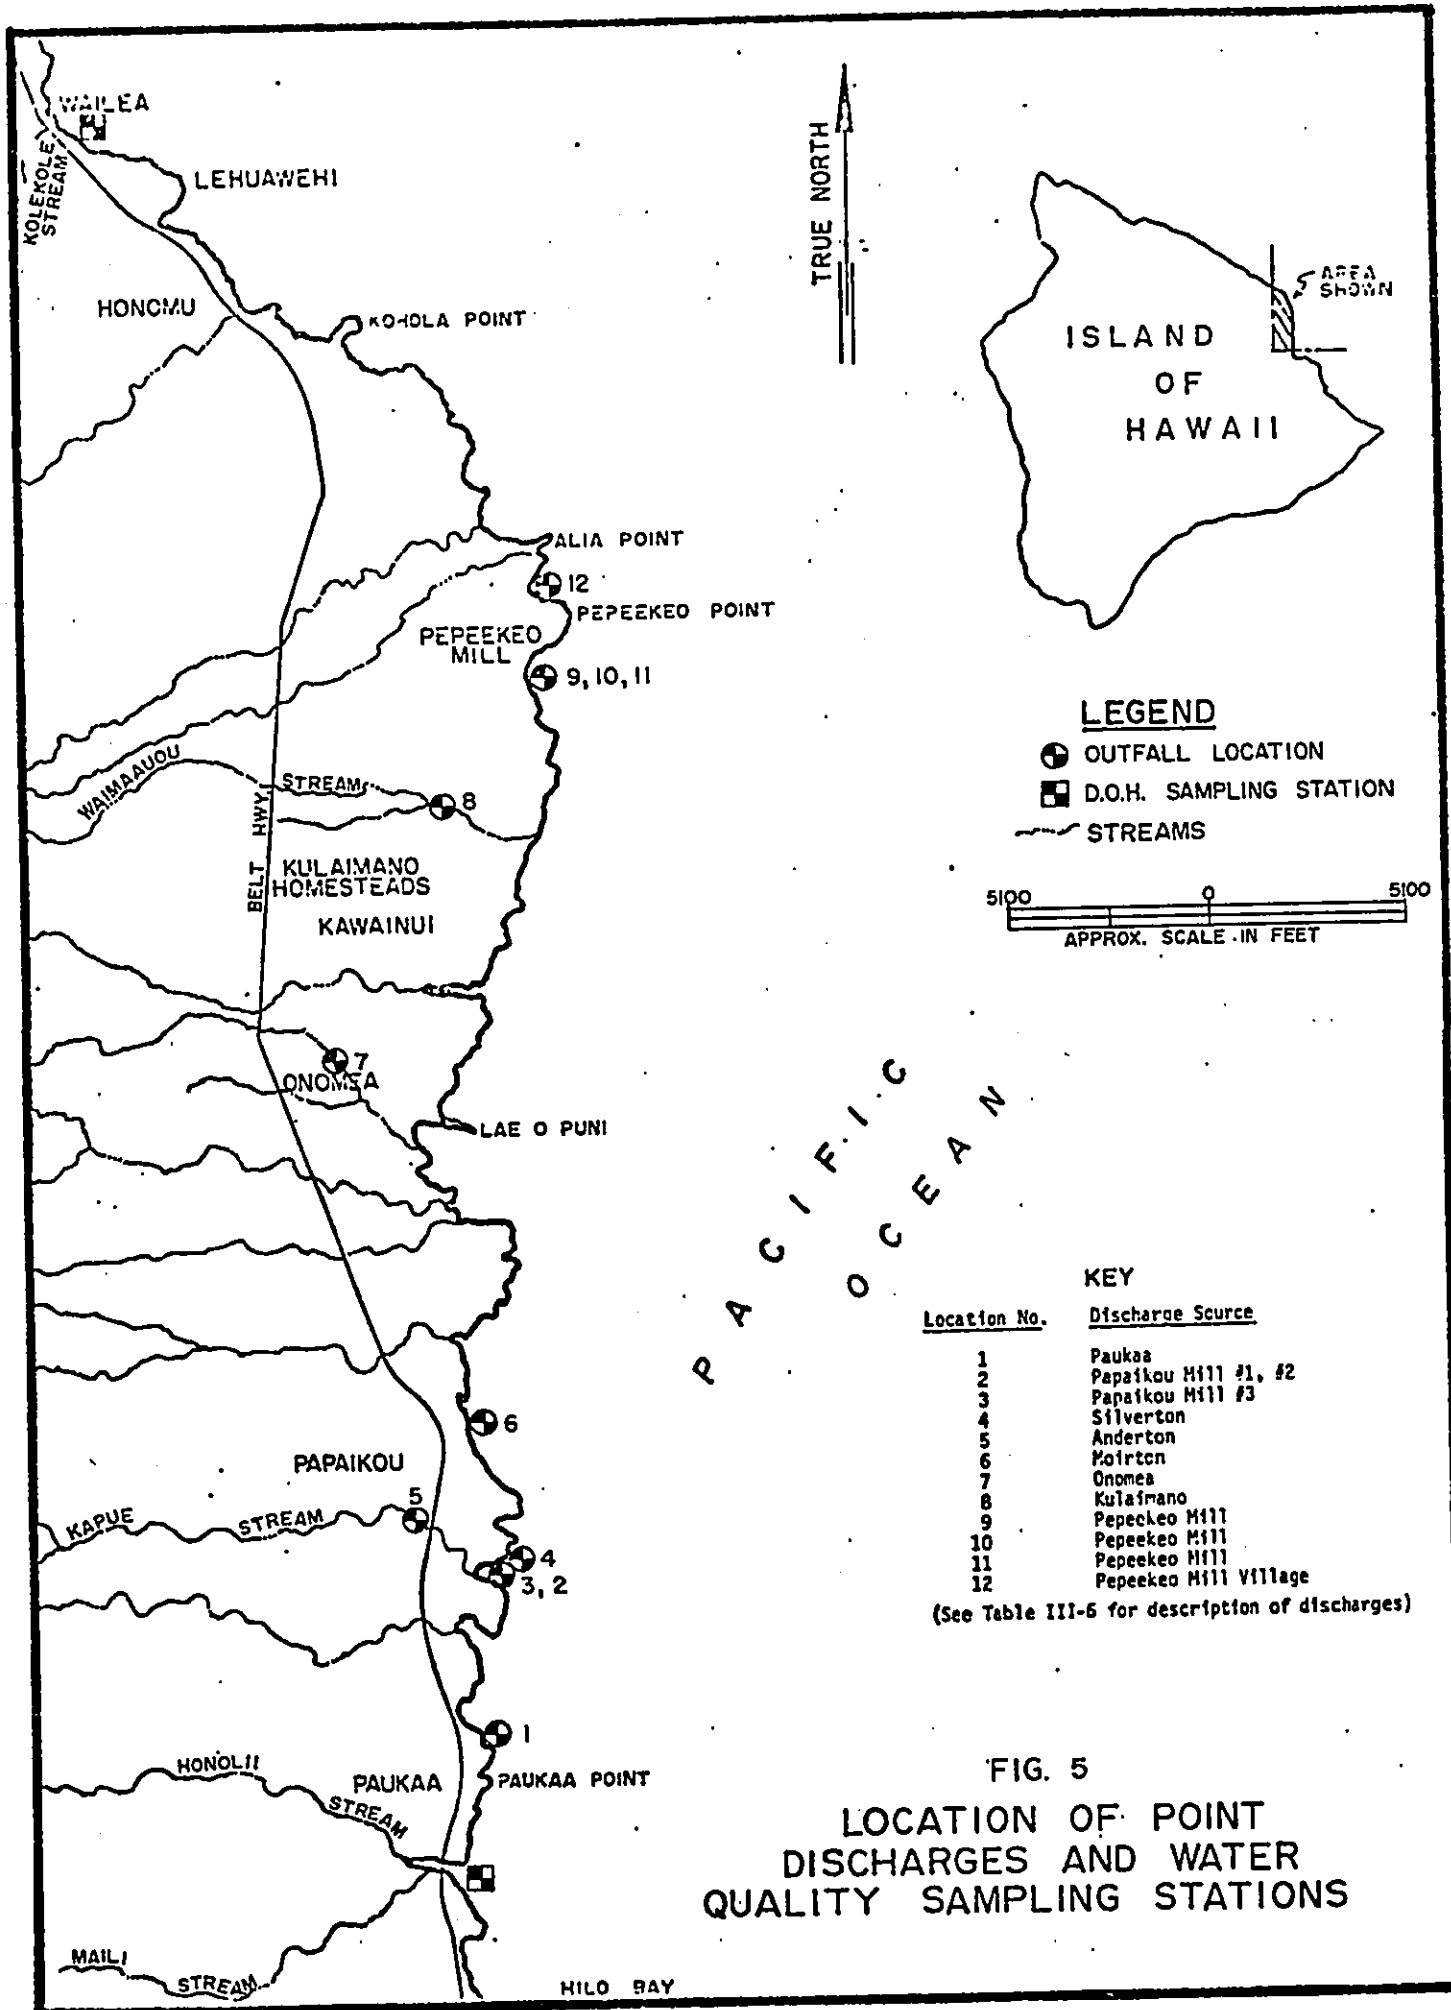 WAILEA
KOLEKOLE
STREAM
LEHUAWEHI
HONOMU
KOHOLA POINT
TRUE NORTH
AREA
SHOWN
ISLAND
OF
HAWAII
ALIA POINT
12
PEPEEKEO POINT
PEPEEKEO
MILL
9, 10, 11
LEGEND
OUTFALL LOCATION
D.O.H. SAMPLING STATION
STREAMS
5100 0 5100
APPROX. SCALE IN FEET
WAIMAAUOU
STREAM
8
BELT HWY.
KULAIMANO
HOMESTEADS
KAWAINUI
7
ONOMEA
LAE O PUNI
PACIFIC
OCEAN
6
PAPAIKOU
5
KAPUE STREAM
4
3, 2
1
HONOLII
STREAM
PAUKAA
PAUKAA POINT
MAILI
STREAM
HILO BAY
KEY
Location No. Discharge Source
1 Paukaa
2 Papaikou Mill #1, #2
3 Papaikou Mill #3
4 Silverton
5 Anderton
6 Moirton
7 Onomea
8 Kulaimano
9 Pepeekeo Mill
10 Pepeekeo Mill
11 Pepeekeo Mill
12 Pepeekeo Mill Village
(See Table III-6 for description of discharges)
FIG. 5
LOCATION OF POINT
DISCHARGES AND WATER
QUALITY SAMPLING STATIONS